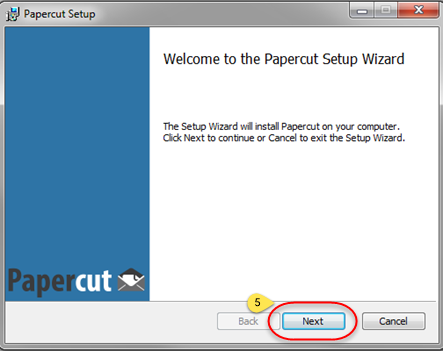 Papercut Setup
Welcome to the Papercut Setup Wizard
The Setup Wizard will install Papercut on your computer.
Click Next to continue or Cancel to exit the Setup Wizard.
Papercut
5
Back
Next
Cancel